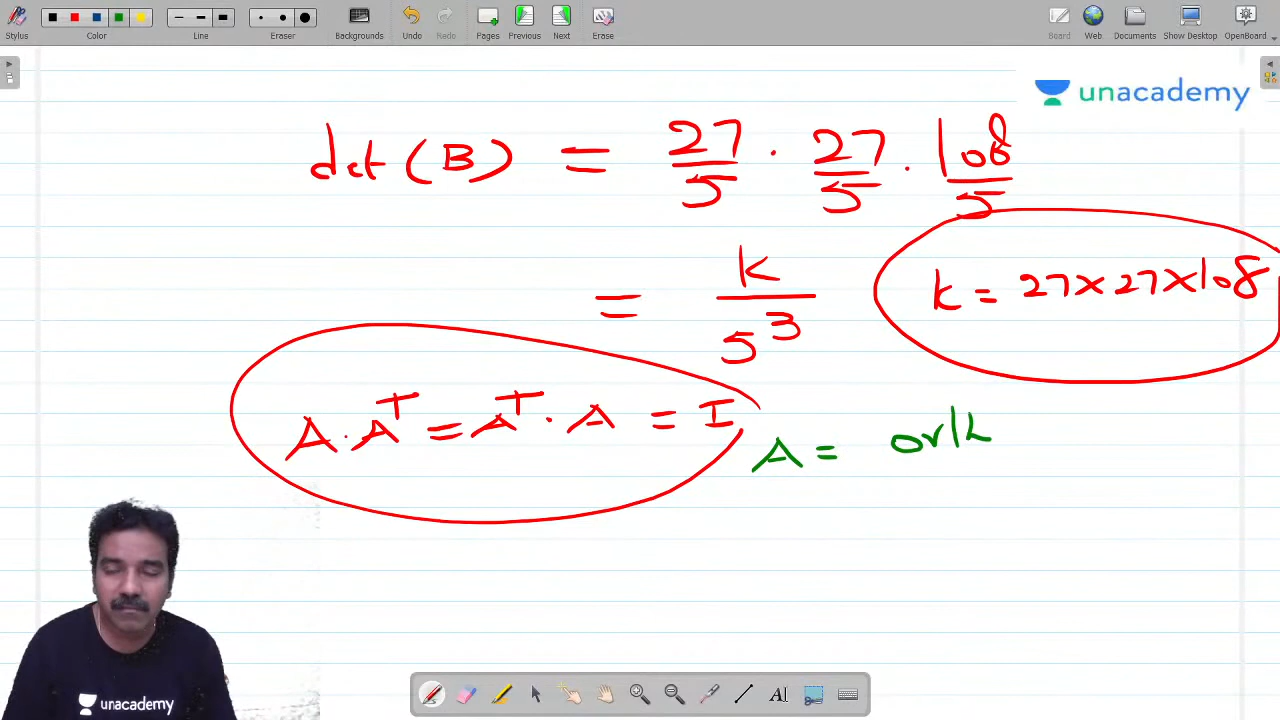 Stylus Color Line Eraser Backgrounds Undo Redo Pages Previous Next Erase Board Web Documents Show Desktop OpenBoard
unacademy
det (B) = 27/5 · 27/5 · 108/5
= k/5³
k = 27×27×108
A·Aᵀ = Aᵀ·A = I
A = orth
unacademy